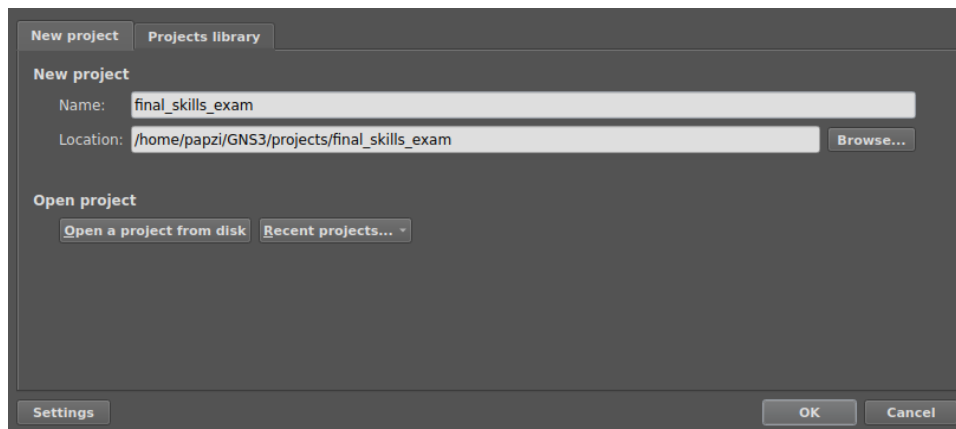 New project Projects library
New project
Name: final_skills_exam
Location: /home/papzi/GNS3/projects/final_skills_exam Browse...
Open project
Open a project from disk Recent projects...
Settings OK Cancel